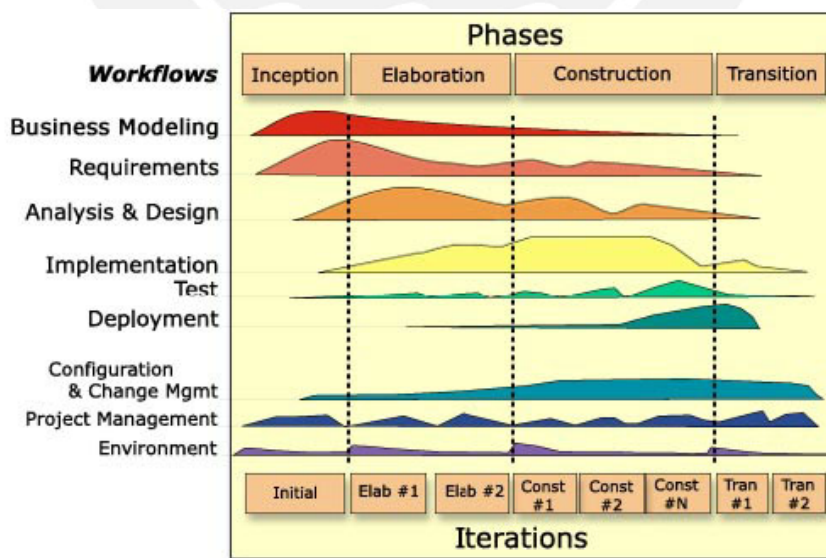 Phases
Workflows
Inception
Elaboration
Construction
Transition
Business Modeling
Requirements
Analysis & Design
Implementation
Test
Deployment
Configuration
& Change Mgmt
Project Management
Environment
Initial
Elab #1
Elab #2
Const
#1
Const
#2
Const
#N
Tran
#1
Tran
#2
Iterations